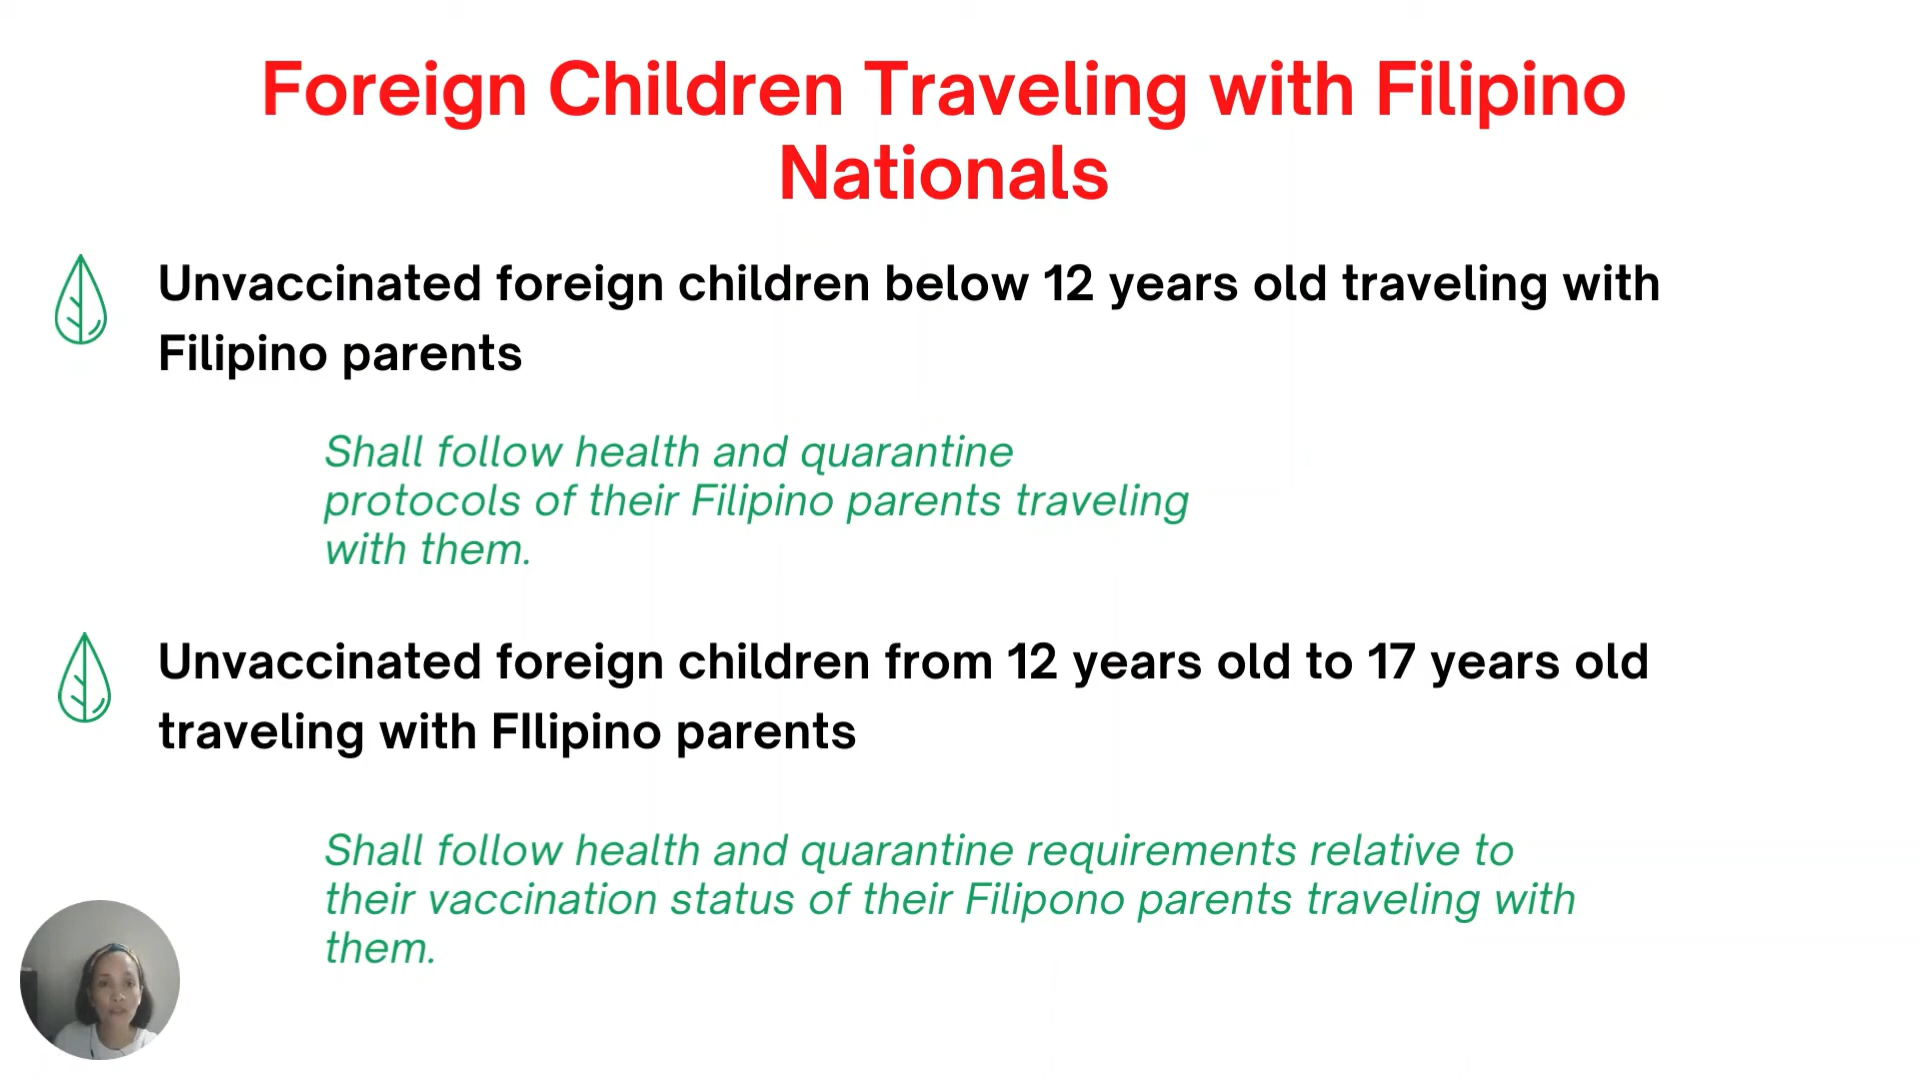 Foreign Children Traveling with Filipino
Nationals
Unvaccinated foreign children below 12 years old traveling with
Filipino parents
Shall follow health and quarantine
protocols of their Filipino parents traveling
with them.
Unvaccinated foreign children from 12 years old to 17 years old
traveling with FIlipino parents
Shall follow health and quarantine requirements relative to
their vaccination status of their Filipono parents traveling with
them.